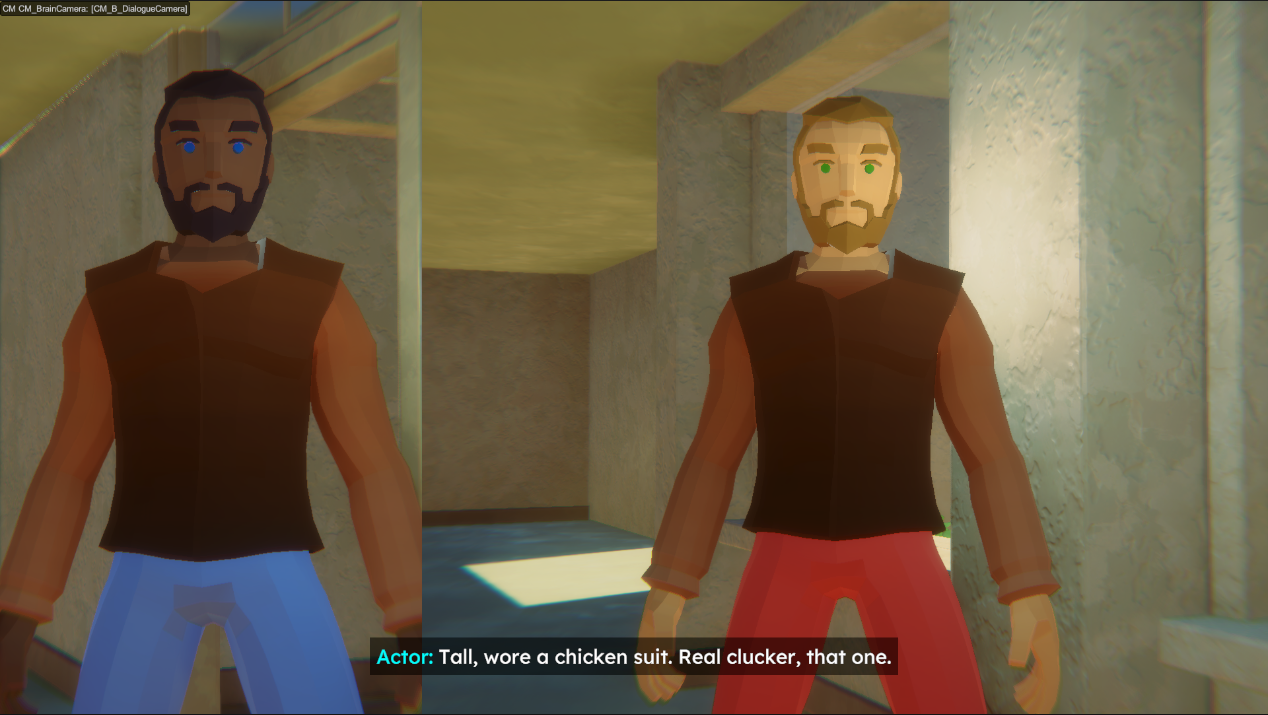 CM CM_BrainCamera: [CM_B_DialogueCamera]
Actor: Tall, wore a chicken suit. Real clucker, that one.